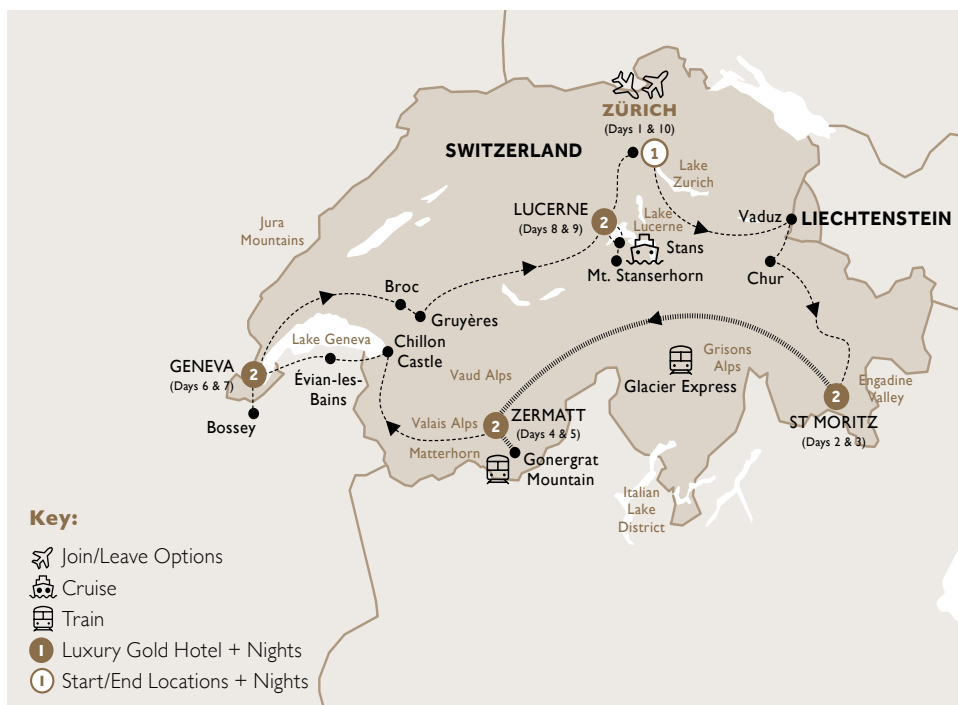 ZÜRICH
(Days 1 & 10)
1
SWITZERLAND
Lake
Zurich
LUCERNE
(Days 8 & 9)
2
Lake
Lucerne
Stans
Mt. Stanserhorn
Vaduz
LIECHTENSTEIN
Chur
Jura
Mountains
Broc
Gruyères
Lake Geneva
Chillon
Castle
GENEVA
(Days 6 & 7)
2
Évian-les-
Bains
Bossey
Vaud Alps
Grisons
Alps
Glacier Express
Engadine
Valley
2
ST MORITZ
(Days 2 & 3)
Valais Alps
2
ZERMATT
(Days 4 & 5)
Matterhorn
Gonergrat
Mountain
Italian
Lake
District
Key:
Join/Leave Options
Cruise
Train
1 Luxury Gold Hotel + Nights
1 Start/End Locations + Nights